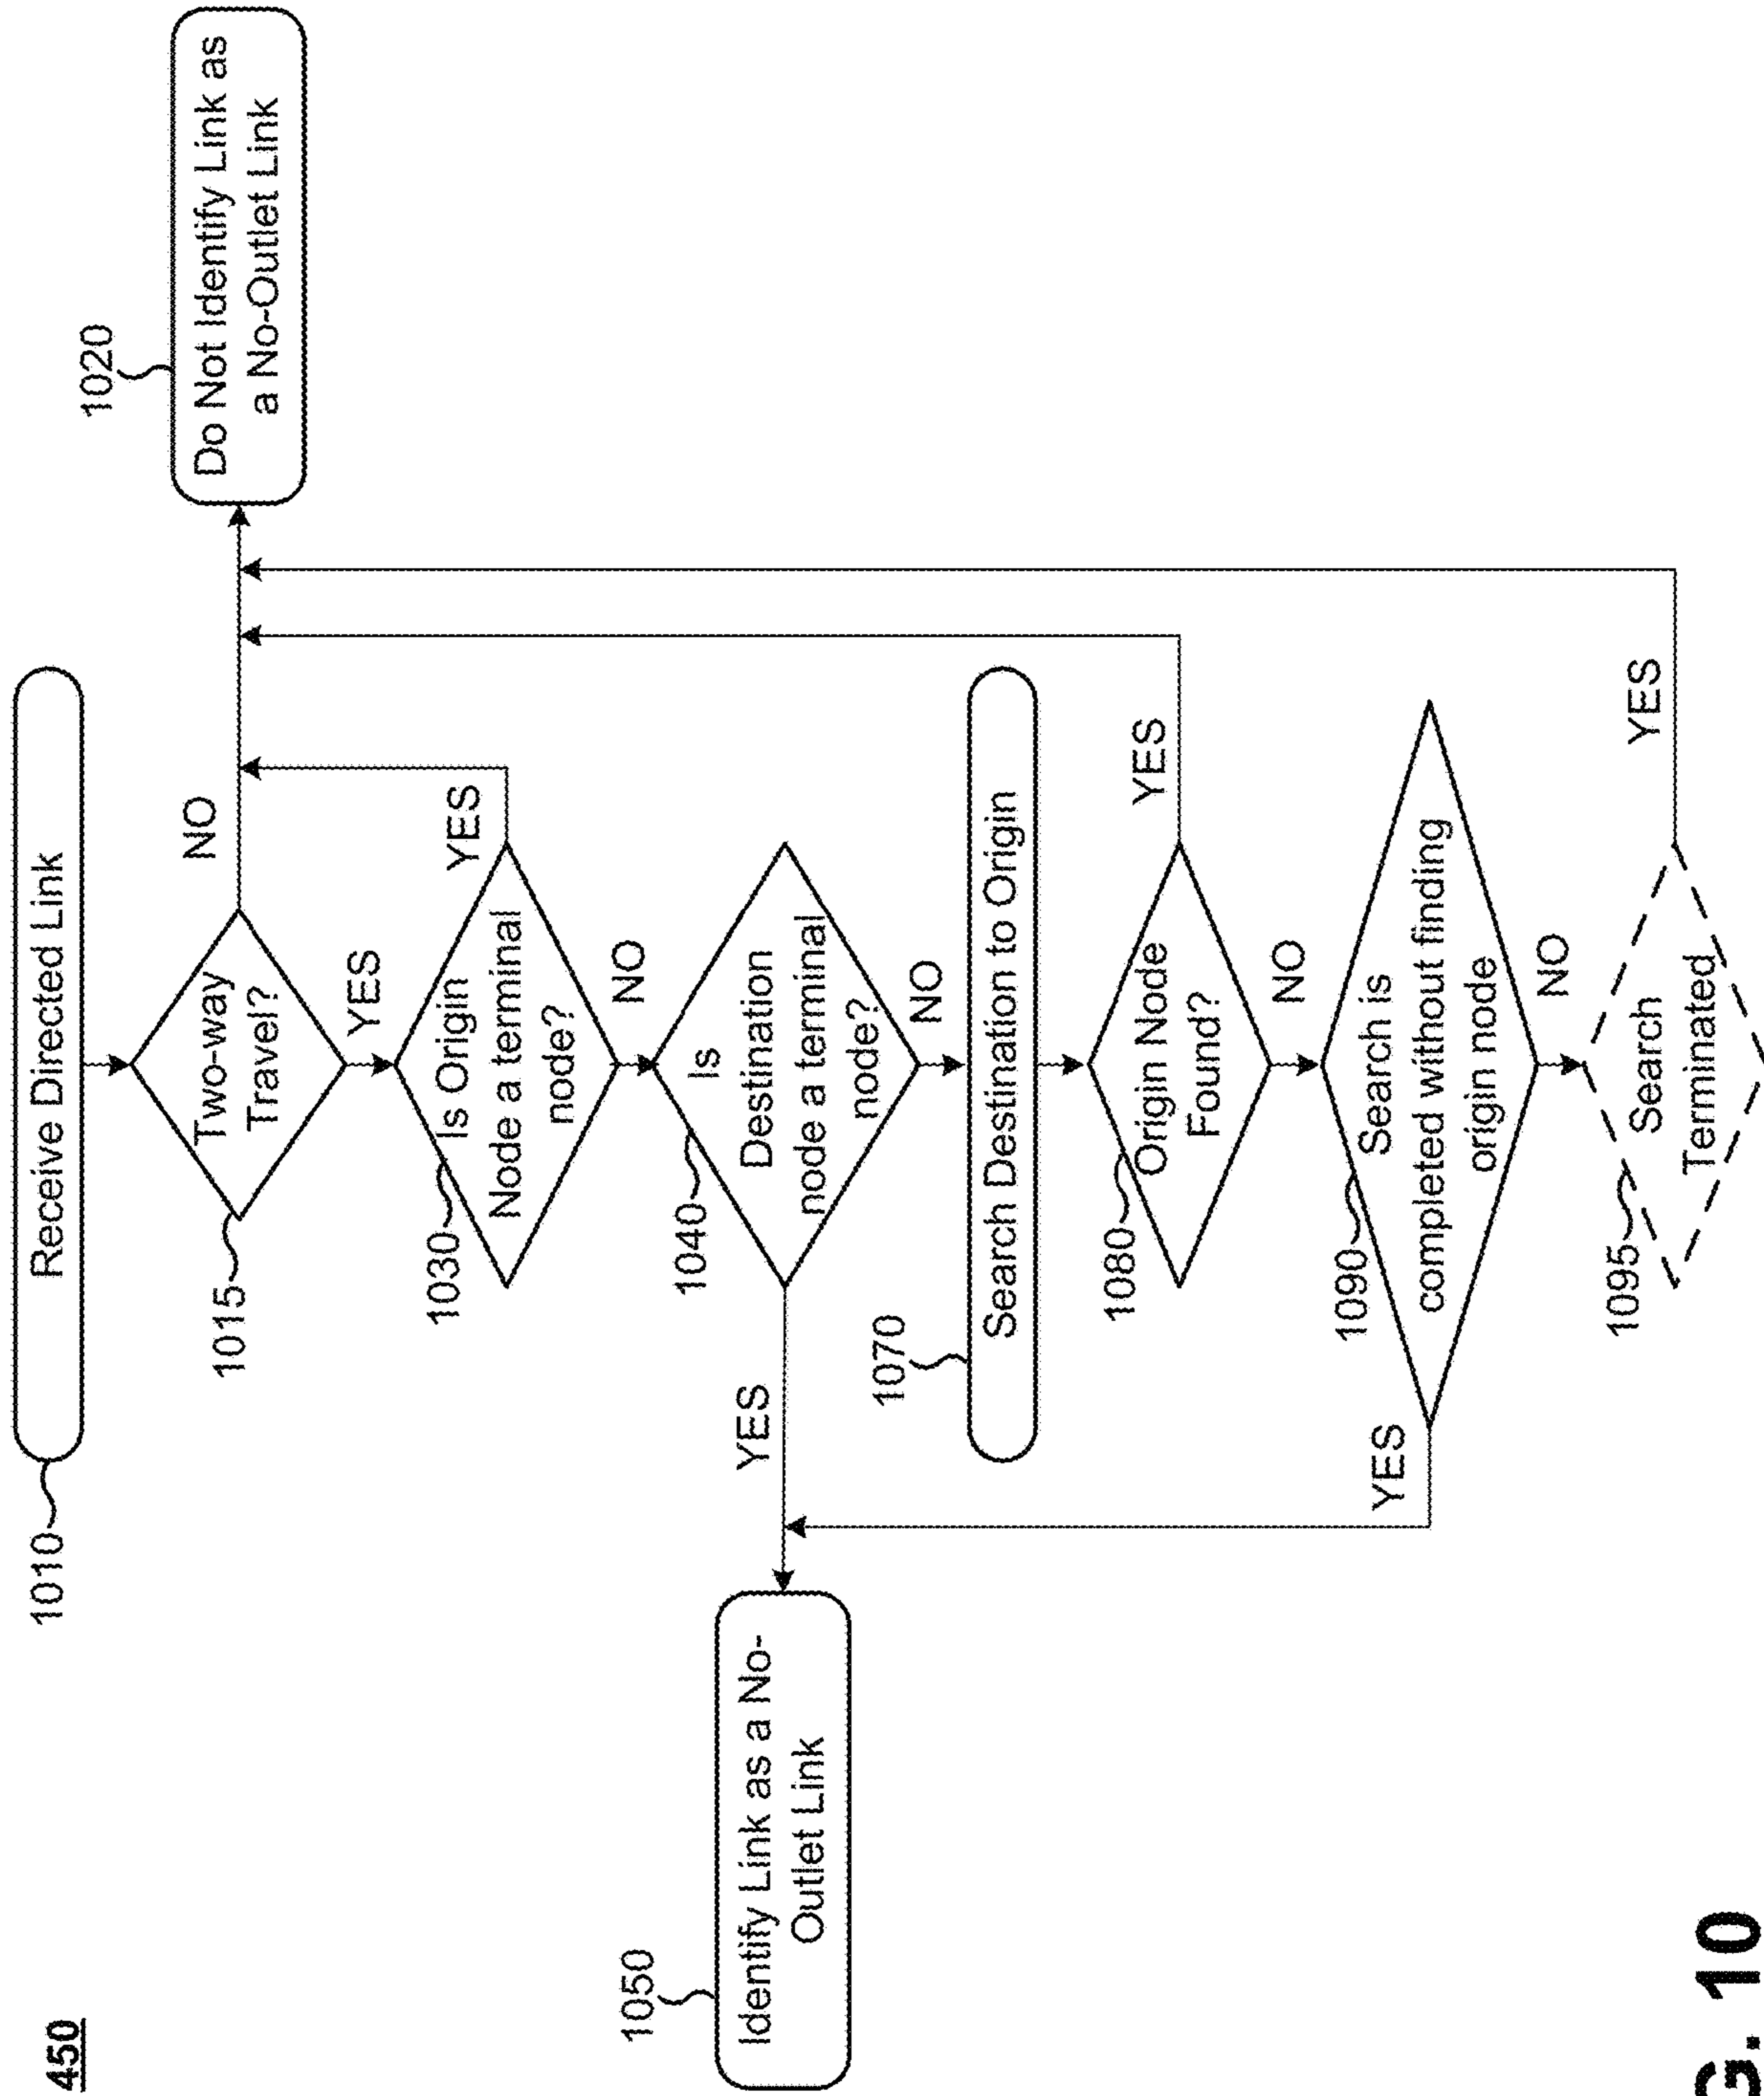 450
1010
Receive Directed Link
1015
Two-way
Travel?
NO
YES
1020
Do Not Identify Link as
a No-Outlet Link
1030
Is Origin
Node a terminal
node?
YES
NO
1040
Is
Destination
node a terminal
node?
YES
NO
1050
Identify Link as a No-
Outlet Link
1070
Search Destination to Origin
1080
Origin Node
Found?
YES
NO
1090
Search is
completed without finding
origin node
YES
NO
1095
Search
Terminated
YES
G. 10